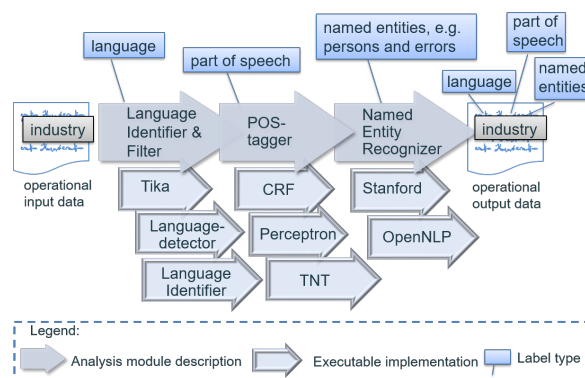 language
part of speech
named entities, e.g.
persons and errors
part of
speech
language
named
entities
industry
Language
Identifier &
Filter
POS-
tagger
Named
Entity
Recognizer
industry
operational
input data
operational
output data
Tika
CRF
Stanford
Language-
detector
Perceptron
OpenNLP
Language
Identifier
TNT
Legend:
Analysis module description
Executable implementation
Label type